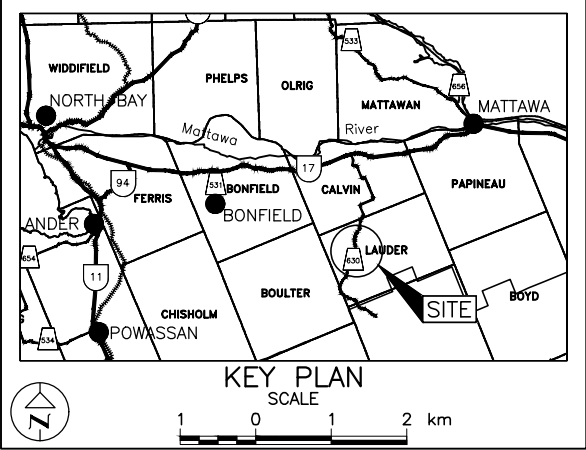 533
WIDDIFIELD
PHELPS
OLRIG
656
MATTAWAN
NORTH BAY
MATTAWA
Mattawa
River
17
94
531
BONFIELD
CALVIN
PAPINEAU
FERRIS
BONFIELD
ANDER
LAUDER
654
630
11
BOULTER
BOYD
CHISHOLM
SITE
S
534
POWASSAN
KEY PLAN
SCALE
N
1 0 1 2 km